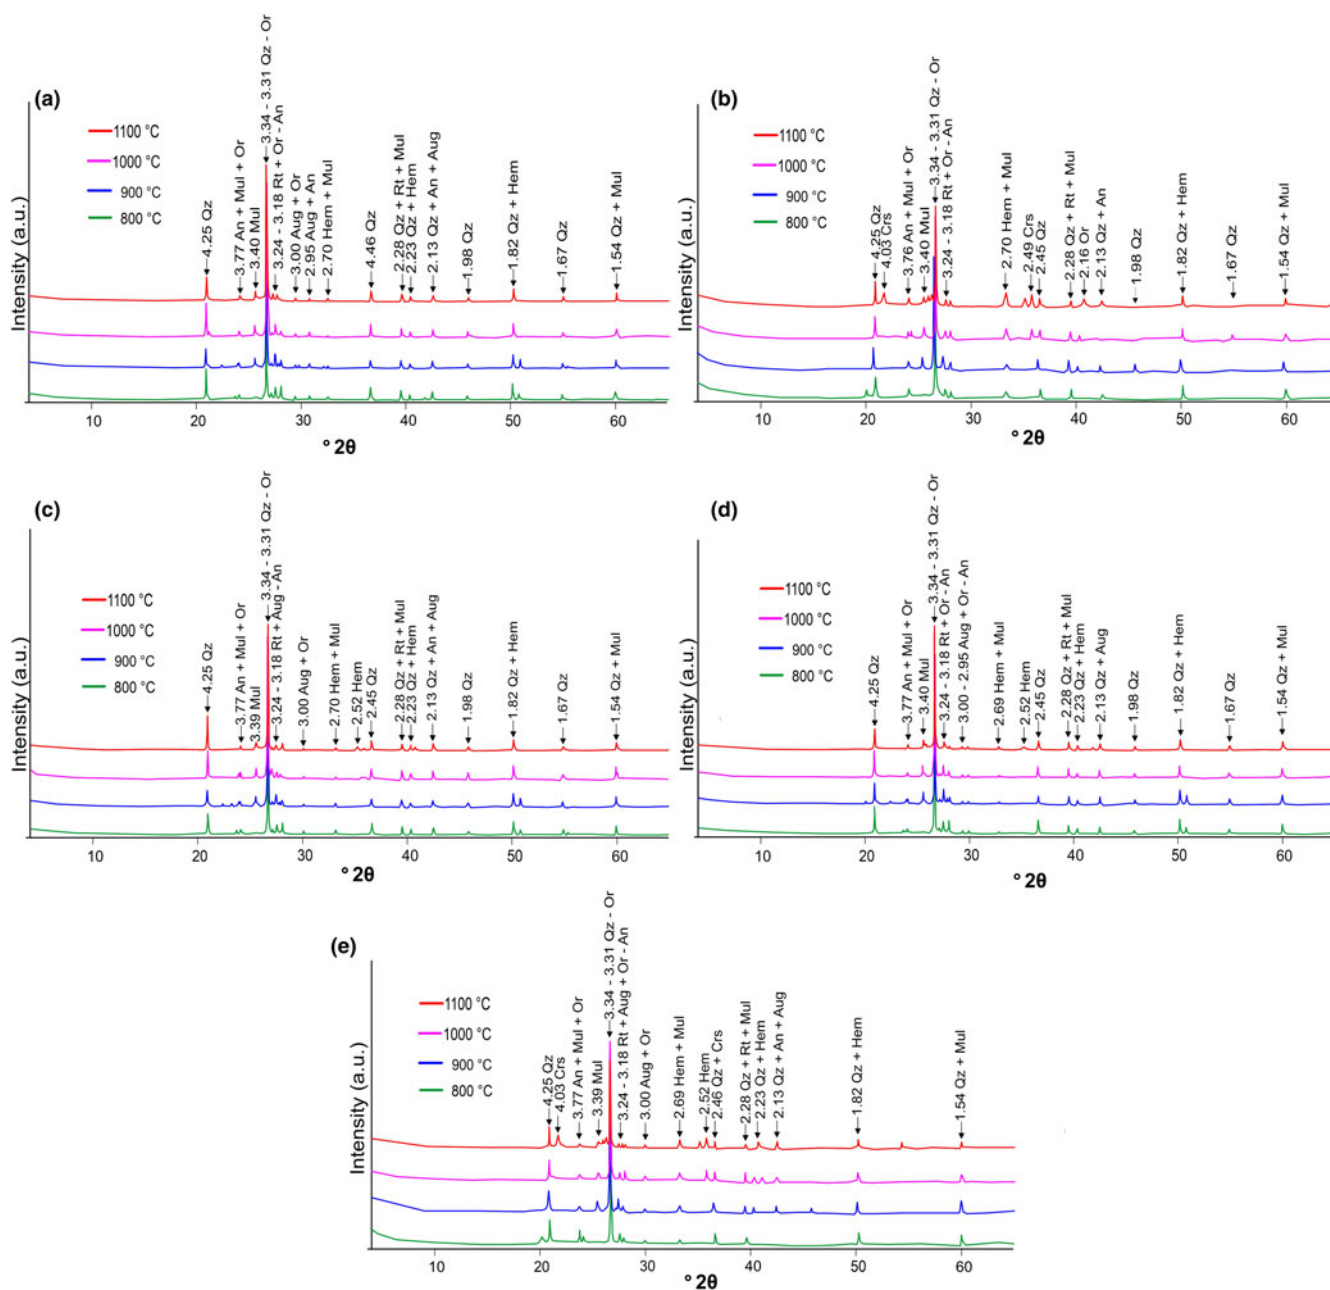 (a)
1100 °C
1000 °C
900 °C
800 °C
Intensity (a.u.)
4.25 Qz
3.77 An + Mul + Or
3.40 Mul
3.34 - 3.31 Qz - Or
3.24 - 3.18 Rt + Or - An
3.00 Aug + Or
2.95 Aug + An
2.70 Hem + Mul
4.46 Qz
2.28 Qz + Rt + Mul
2.23 Qz + Hem
2.13 Qz + An + Aug
1.98 Qz
1.82 Qz + Hem
1.67 Qz
1.54 Qz + Mul
10 20 30 40 50 60
° 2θ
(b)
1100 °C
1000 °C
900 °C
800 °C
Intensity (a.u.)
4.25 Qz
4.03 Crs
3.76 An + Mul + Or
3.40 Mul
3.34 - 3.31 Qz - Or
3.24 - 3.18 Rt + Or - An
2.70 Hem + Mul
2.49 Crs
2.45 Qz
2.28 Qz + Rt + Mul
2.16 Or
2.13 Qz + An
1.98 Qz
1.82 Qz + Hem
1.67 Qz
1.54 Qz + Mul
10 20 30 40 50 60
° 2θ
(c)
1100 °C
1000 °C
900 °C
800 °C
Intensity (a.u.)
4.25 Qz
3.77 An + Mul + Or
3.39 Mul
3.34 - 3.31 Qz - Or
3.24 - 3.18 Rt + Aug - An
3.00 Aug + Or
2.70 Hem + Mul
2.52 Hem
2.45 Qz
2.28 Qz + Rt + Mul
2.23 Qz + Hem
2.13 Qz + An + Aug
1.98 Qz
1.82 Qz + Hem
1.67 Qz
1.54 Qz + Mul
10 20 30 40 50 60
° 2θ
(d)
1100 °C
1000 °C
900 °C
800 °C
Intensity (a.u.)
4.25 Qz
3.77 An + Mul + Or
3.40 Mul
3.34 - 3.31 Qz - Or
3.24 - 3.18 Rt + Or - An
3.00 - 2.95 Aug + Or - An
2.69 Hem + Mul
2.52 Hem
2.45 Qz
2.28 Qz + Rt + Mul
2.23 Qz + Hem
2.13 Qz + Aug
1.98 Qz
1.82 Qz + Hem
1.67 Qz
1.54 Qz + Mul
10 20 30 40 50 60
° 2θ
(e)
1100 °C
1000 °C
900 °C
800 °C
Intensity (a.u.)
4.25 Qz
4.03 Crs
3.77 An + Mul + Or
3.39 Mul
3.34 - 3.31 Qz - Or
3.24 - 3.18 Rt + Aug + Or - An
3.00 Aug + Or
2.69 Hem + Mul
2.52 Hem
2.46 Qz + Crs
2.28 Qz + Rt + Mul
2.23 Qz + Hem
2.13 Qz + An + Aug
1.82 Qz + Hem
1.54 Qz + Mul
10 20 30 40 50 60
° 2θ